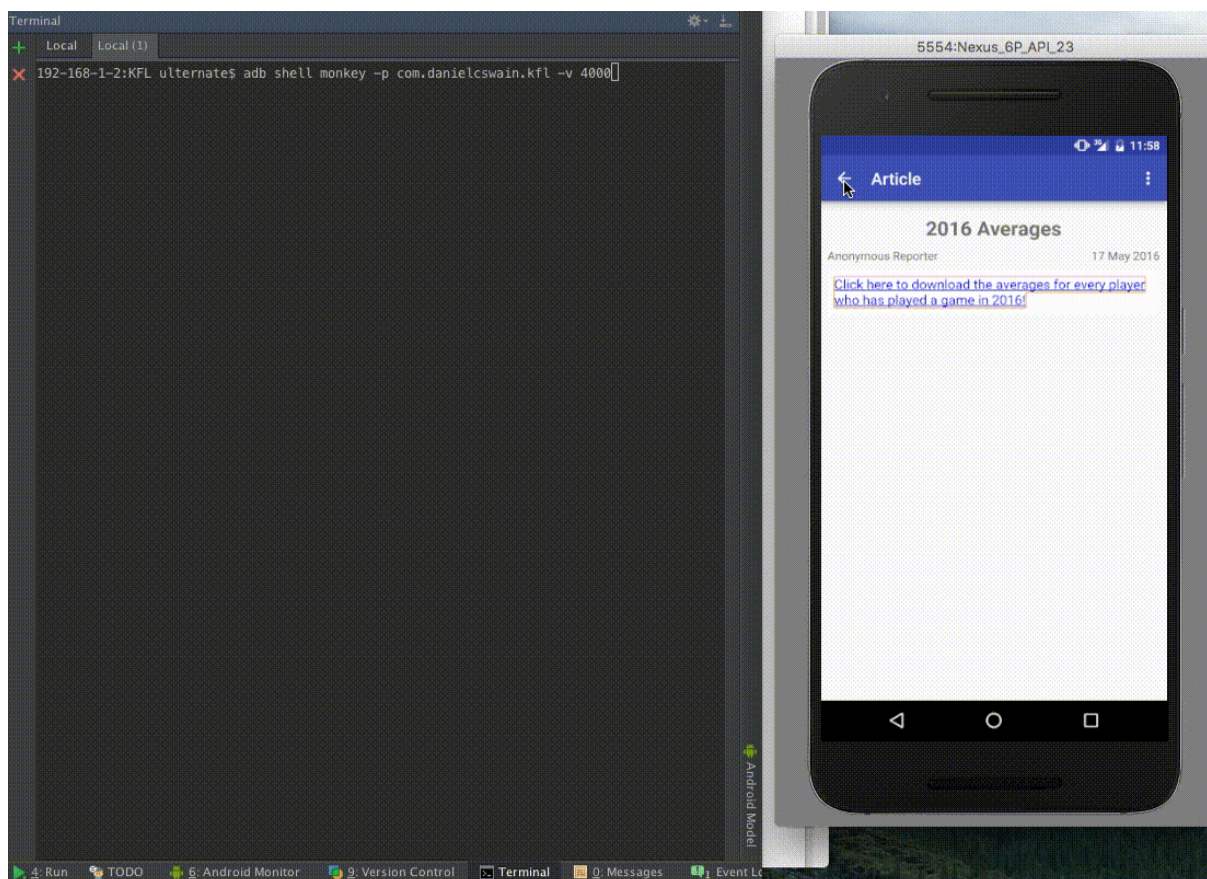 Terminal
Local Local (1)
192-168-1-2:KFL ulternate$ adb shell monkey -p com.danielcswain.kfl -v 4000
Android Model
4: Run TODO 6: Android Monitor 9: Version Control Terminal 0: Messages 1 Event Lo
5554:Nexus_6P_API_23
3G 11:58
Article
2016 Averages
Anonymous Reporter 17 May 2016
Click here to download the averages for every player
who has played a game in 2016!